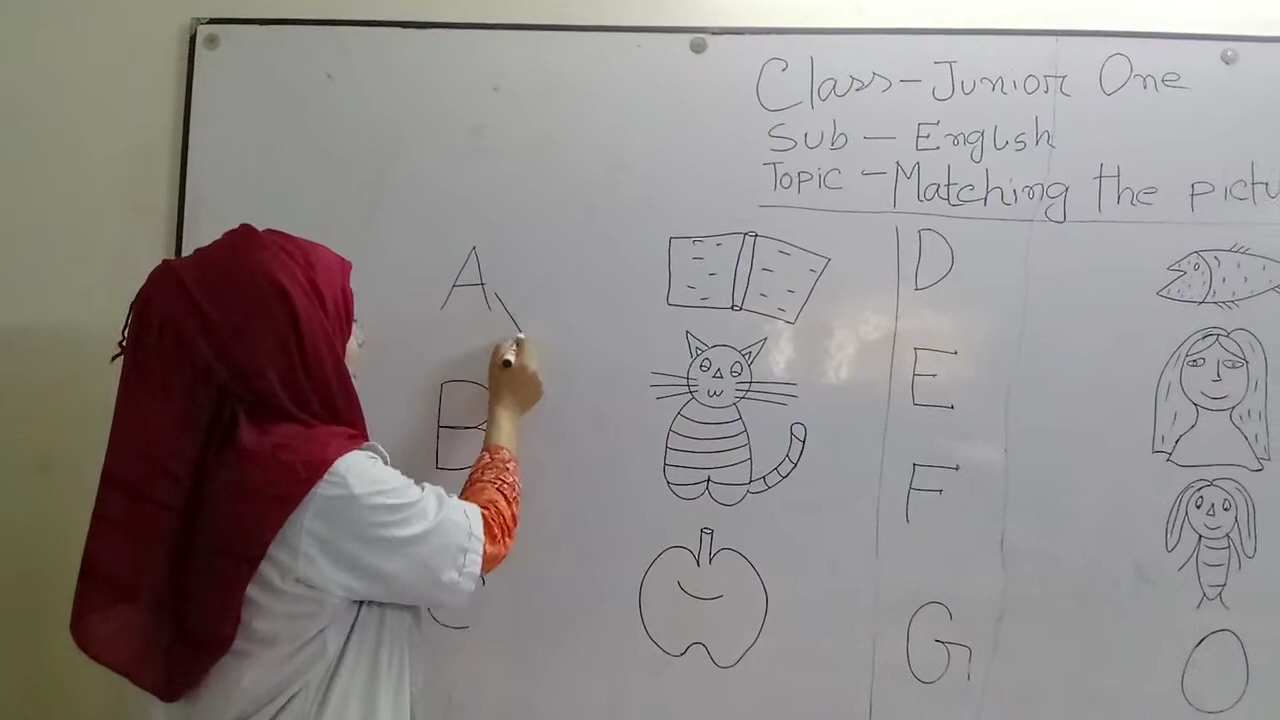 Class - Junior One
Sub - English
Topic - Matching the pictu
A
B
C
D
E
F
G